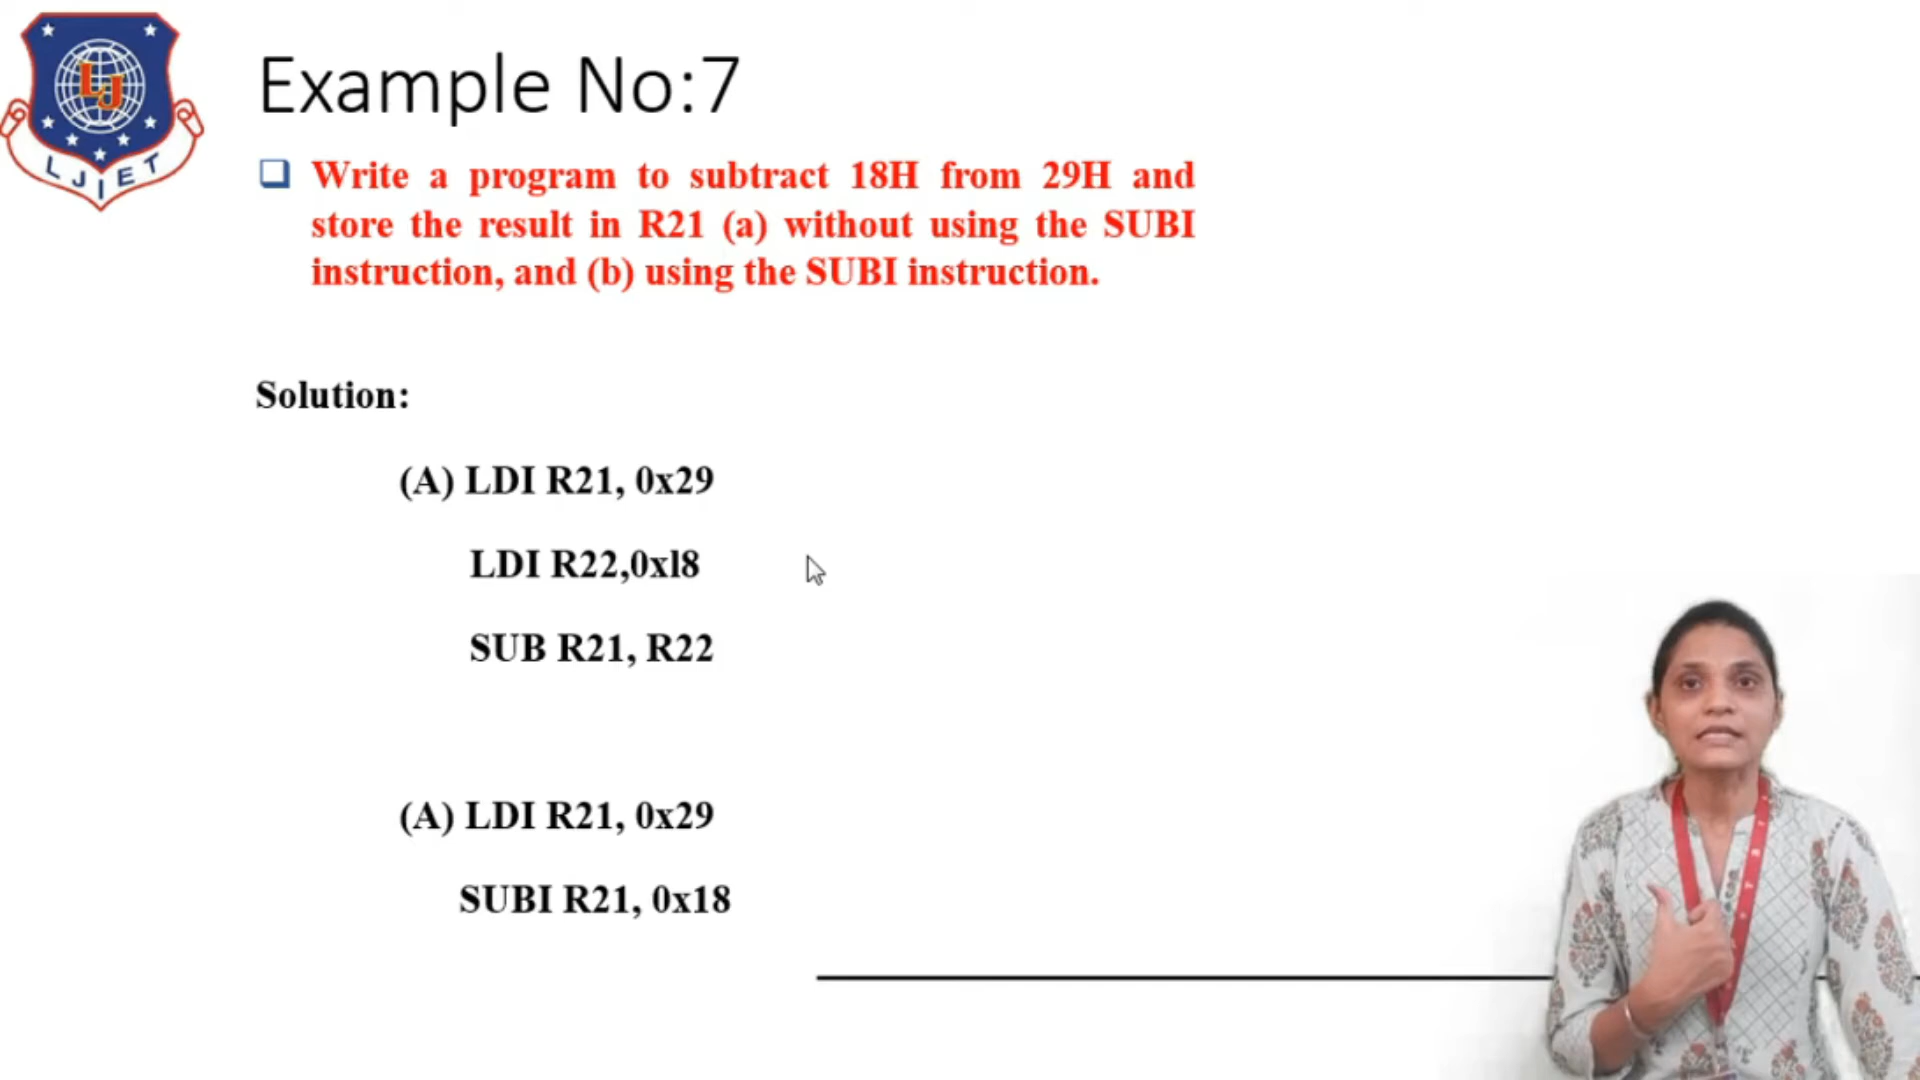 LJ
LJIET
Example No:7
Write a program to subtract 18H from 29H and
store the result in R21 (a) without using the SUBI
instruction, and (b) using the SUBI instruction.
Solution:
(A) LDI R21, 0x29
LDI R22,0xl8
SUB R21, R22
(A) LDI R21, 0x29
SUBI R21, 0x18